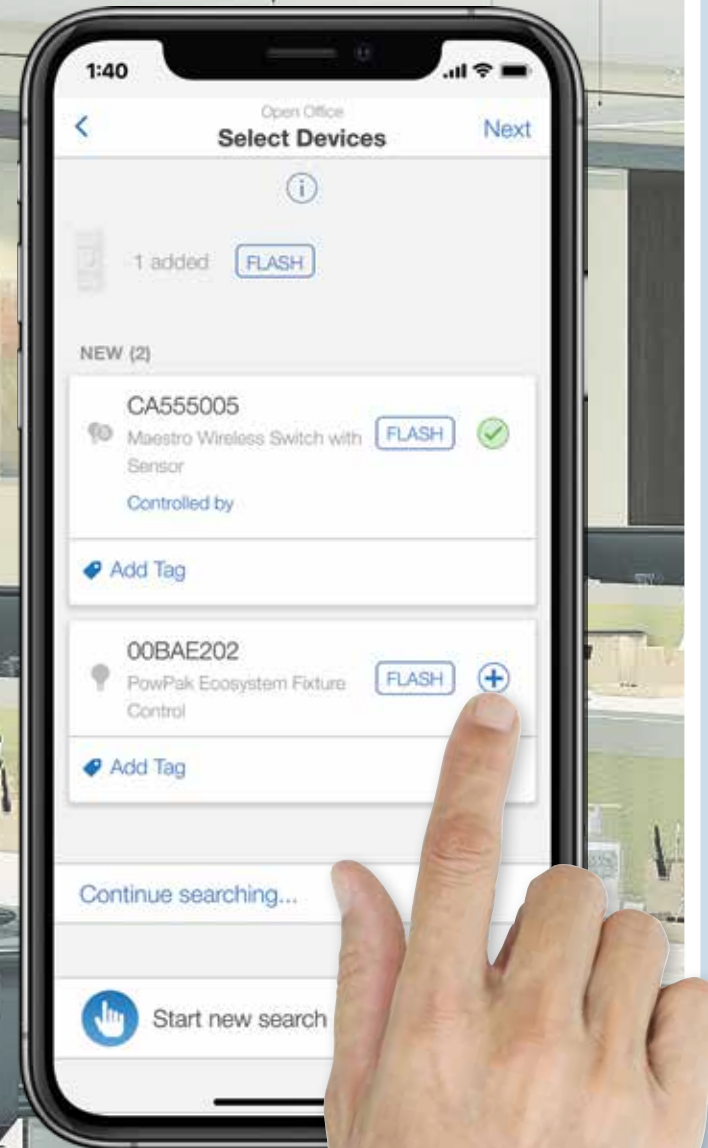 1:40
Open Office
Select Devices
Next
1 added
FLASH
NEW (2)
CA555005
Maestro Wireless Switch with
Sensor
FLASH
Controlled by
Add Tag
00BAE202
PowPak Ecosystem Fixture
Control
FLASH
Add Tag
Continue searching...
Start new search